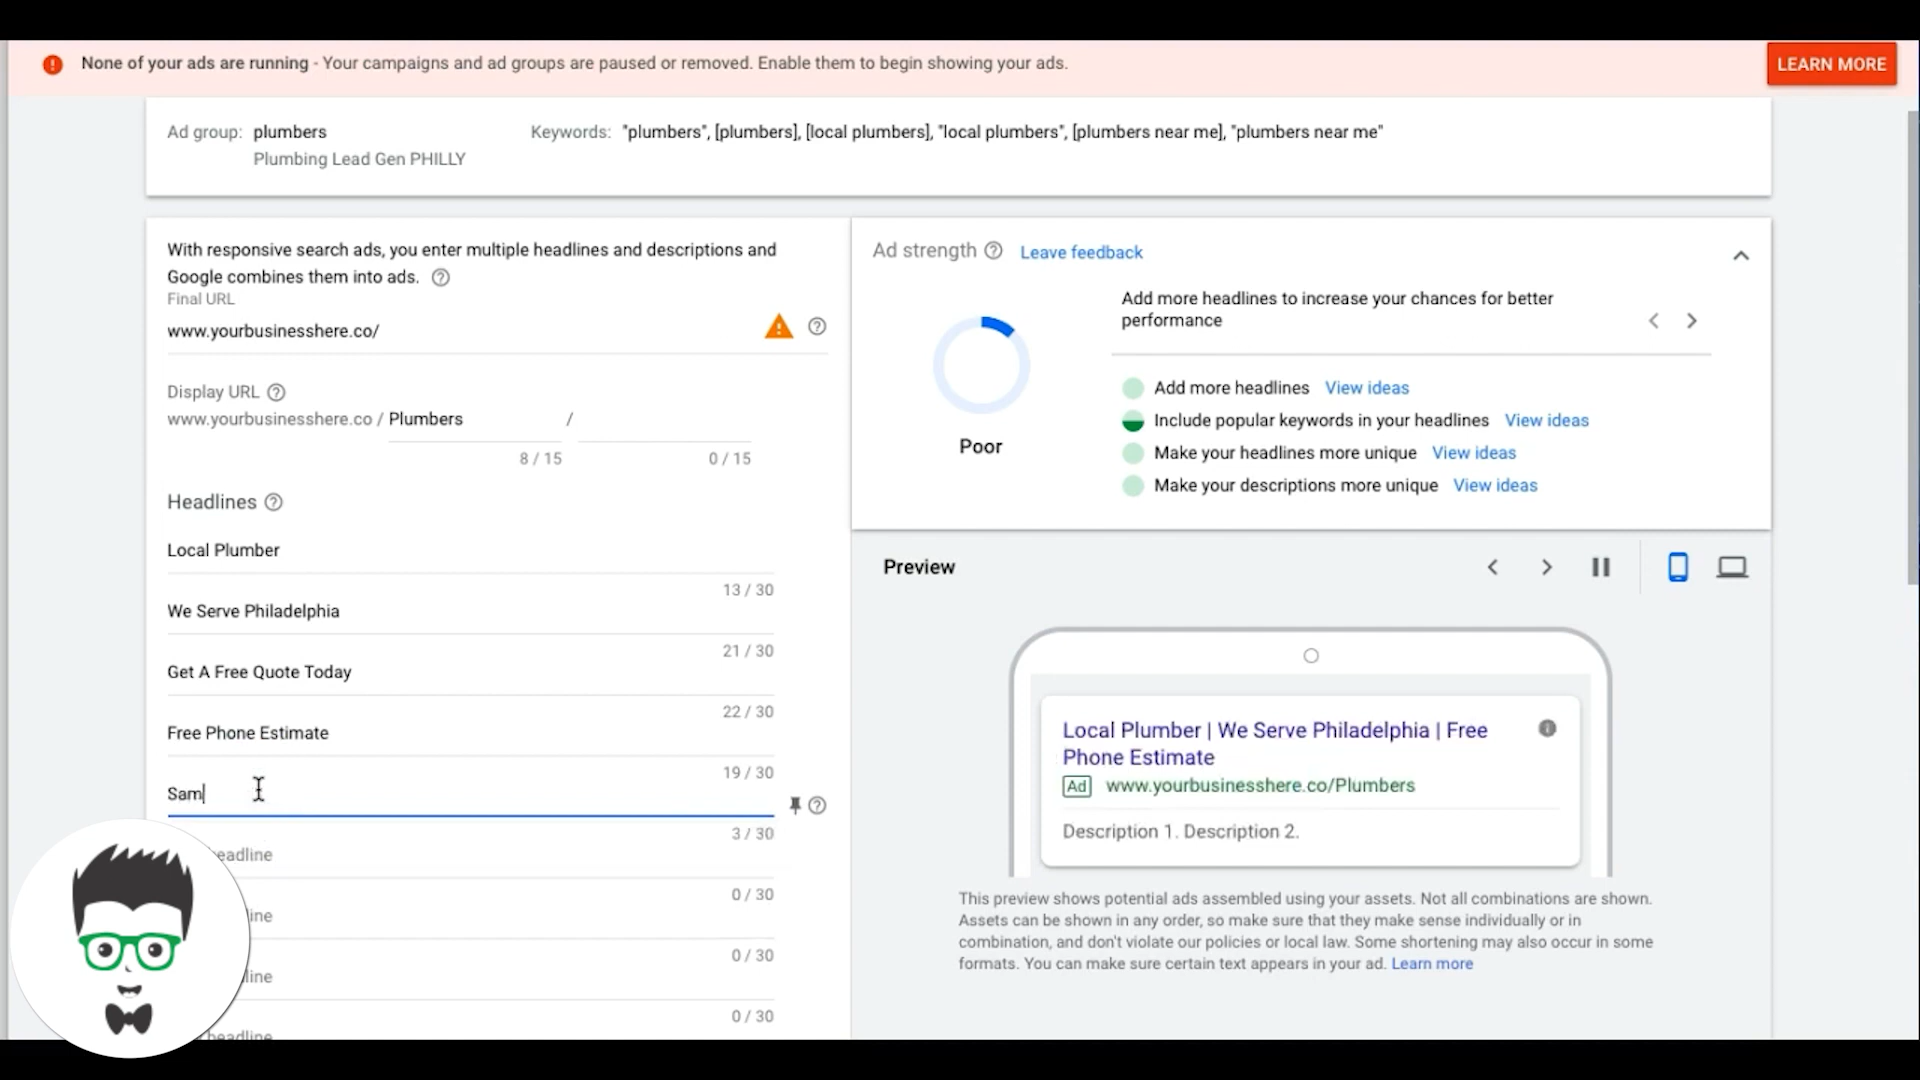 None of your ads are running - Your campaigns and ad groups are paused or removed. Enable them to begin showing your ads.
LEARN MORE
Ad group: plumbers
Keywords: "plumbers", [plumbers], [local plumbers], "local plumbers", [plumbers near me], "plumbers near me"
Plumbing Lead Gen PHILLY
With responsive search ads, you enter multiple headlines and descriptions and
Google combines them into ads.
Final URL
www.yourbusinesshere.co/
Display URL
www.yourbusinesshere.co / Plumbers /
8 / 15
0 / 15
Headlines
Local Plumber
13 / 30
We Serve Philadelphia
21 / 30
Get A Free Quote Today
22 / 30
Free Phone Estimate
19 / 30
Sam
3 / 30
eadline
0 / 30
line
0 / 30
line
0 / 30
headline
Ad strength
Leave feedback
Poor
Add more headlines to increase your chances for better
performance
Add more headlines View ideas
Include popular keywords in your headlines View ideas
Make your headlines more unique View ideas
Make your descriptions more unique View ideas
Preview
Local Plumber | We Serve Philadelphia | Free
Phone Estimate
Ad www.yourbusinesshere.co/Plumbers
Description 1. Description 2.
This preview shows potential ads assembled using your assets. Not all combinations are shown.
Assets can be shown in any order, so make sure that they make sense individually or in
combination, and don't violate our policies or local law. Some shortening may also occur in some
formats. You can make sure certain text appears in your ad. Learn more